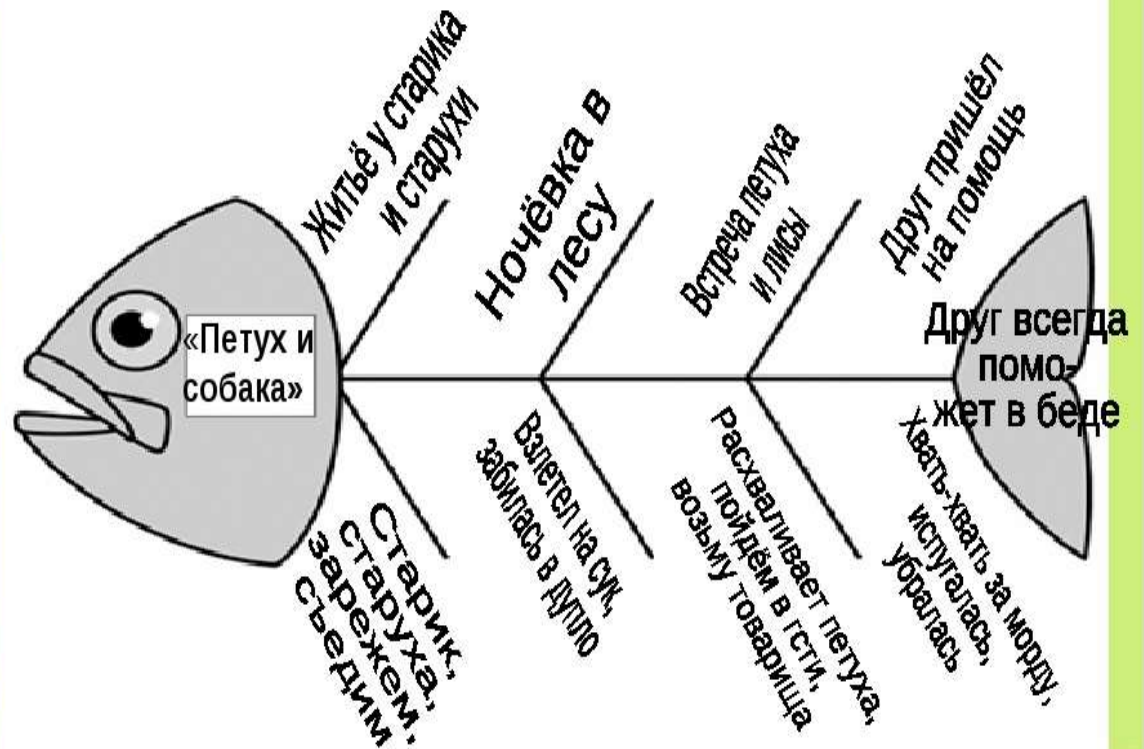 «Петух и
собака»
Житьё у старика
и старухи
Ночёвка в
лесу
Встреча петуха
и лисы
Друг пришёл
на помощь
Старик,
старуха,
зарежем,
съедим
Взлетел на сук,
забилась в дупло
Расхваливает петуха,
пойдём в гсти,
возьму товарища
Хвать-хвать за морду,
испугалась,
убралась
Друг всегда
помо-
жет в беде